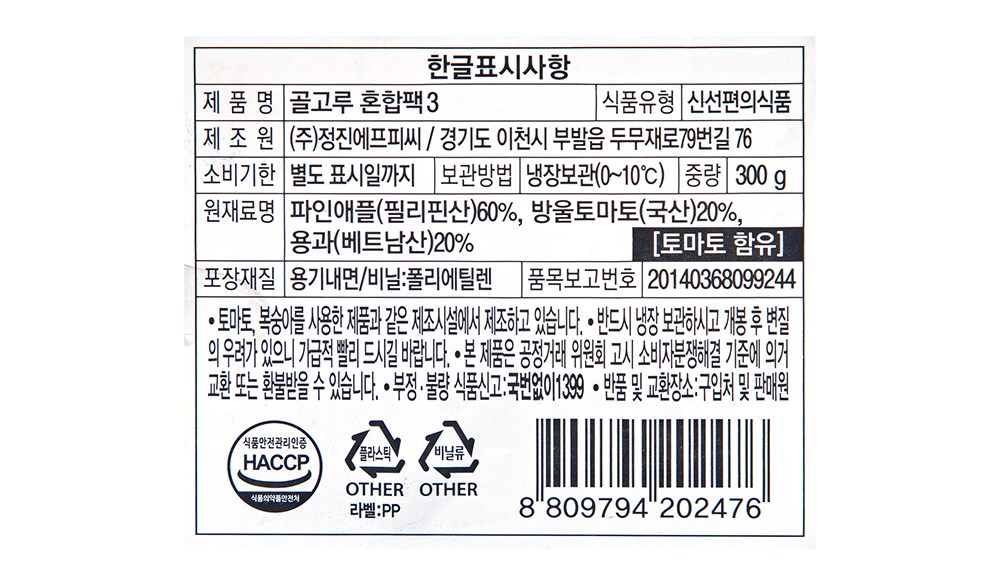 한글표시사항
제 품 명 골고루 혼합팩3 식품유형 신선편의식품
제 조 원 (주)정진에프피씨 / 경기도 이천시 부발읍 두무재로79번길 76
소비기한 별도 표시일까지 보관방법 냉장보관(0~10℃) 중량 300 g
원재료명 파인애플(필리핀산)60%, 방울토마토(국산)20%,
용과(베트남산)20% [토마토 함유]
포장재질 용기내면/비닐:폴리에틸렌 품목보고번호 20140368099244
• 토마토, 복숭아를 사용한 제품과 같은 제조시설에서 제조하고 있습니다. • 반드시 냉장 보관하시고 개봉 후 변질
의 우려가 있으니 가급적 빨리 드시길 바랍니다. • 본 제품은 공정거래 위원회 고시 소비자분쟁해결 기준에 의거
교환 또는 환불받을 수 있습니다. • 부정·불량 식품신고:국번없이1399 • 반품 및 교환장소:구입처 및 판매원
식품안전관리인증
HACCP
식품의약품안전처
플라스틱
OTHER
라벨:PP
비닐류
OTHER
8 809794 202476